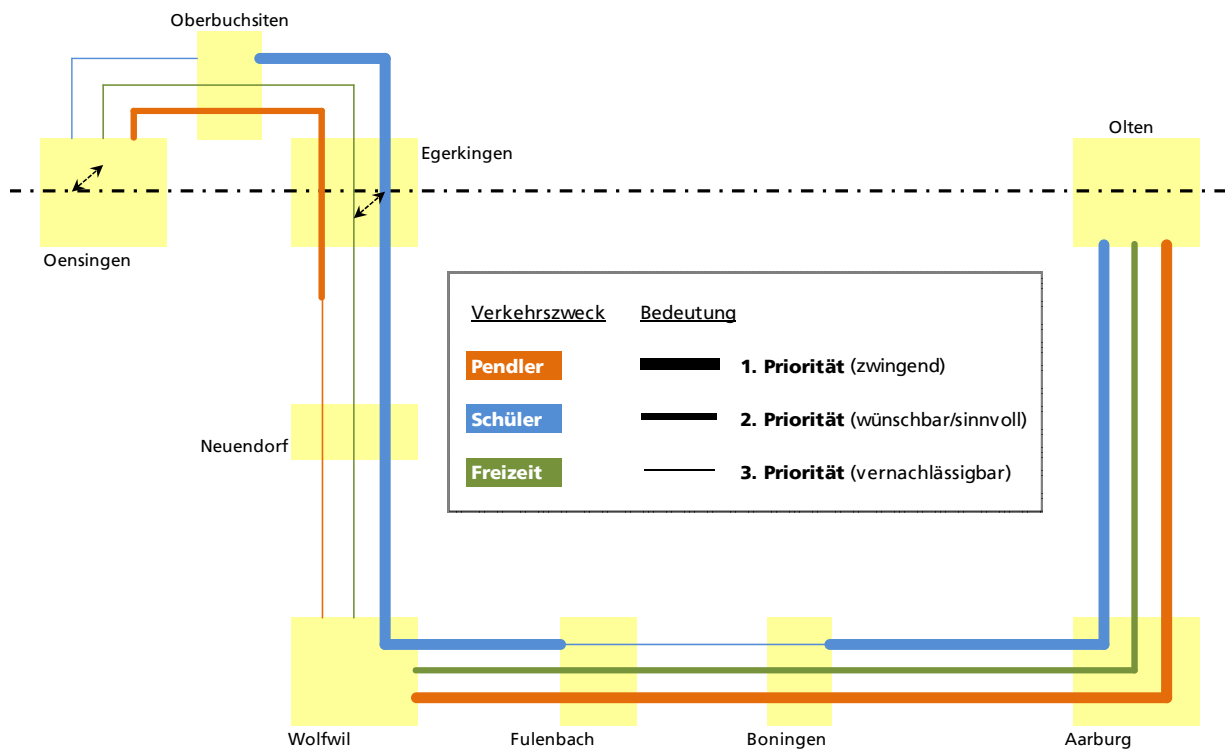 Oberbuchsiten
Olten
Egerkingen
Oensingen
Verkehrszweck Bedeutung
Pendler 1. Priorität (zwingend)
Schüler 2. Priorität (wünschbar/sinnvoll)
Neuendorf
Freizeit 3. Priorität (vernachlässigbar)
Wolfwil Fulenbach Boningen Aarburg